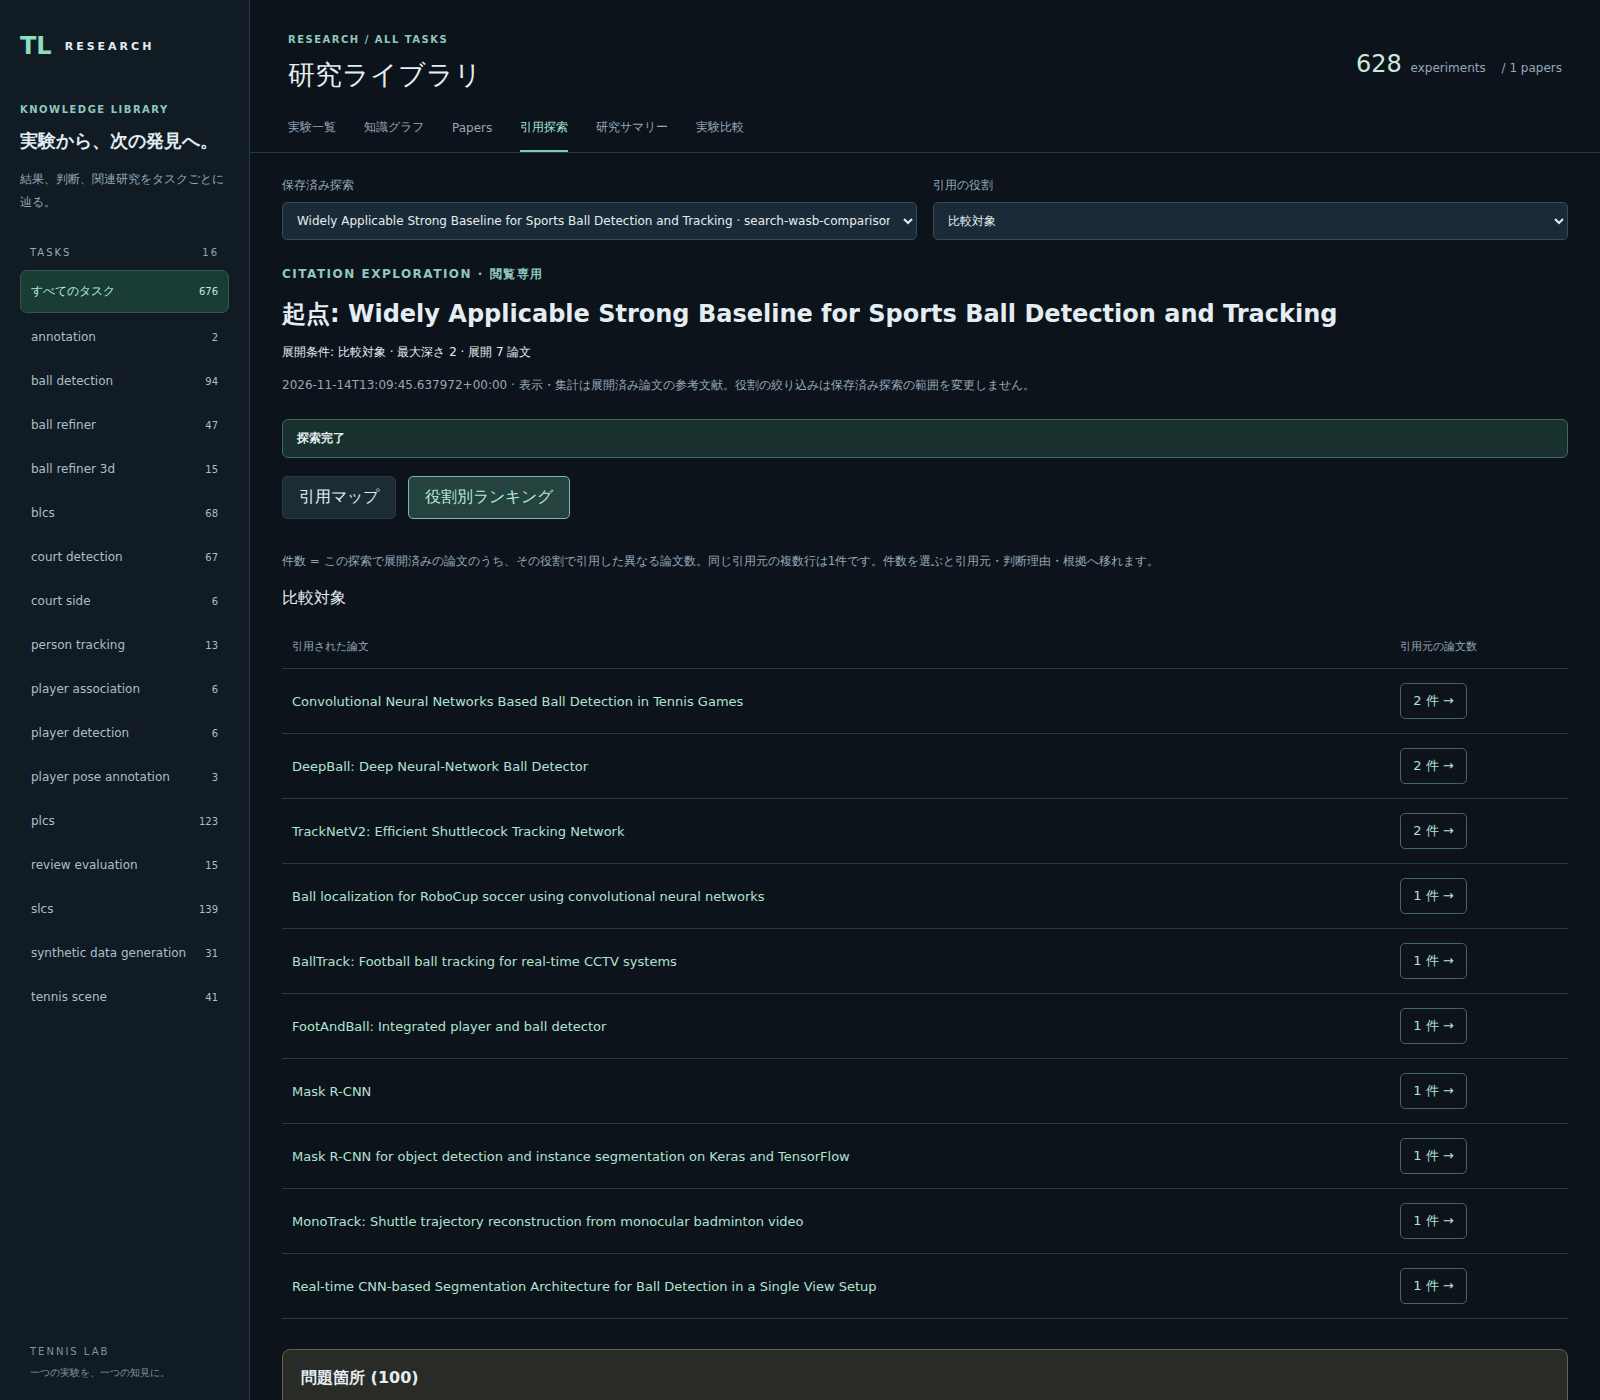 TL RESEARCH
KNOWLEDGE LIBRARY
実験から、次の発見へ。
結果、判断、関連研究をタスクごとに
辿る。
TASKS 16
すべてのタスク 676
annotation 2
ball detection 94
ball refiner 47
ball refiner 3d 15
blcs 68
court detection 67
court side 6
person tracking 13
player association 6
player detection 6
player pose annotation 3
plcs 123
review evaluation 15
slcs 139
synthetic data generation 31
tennis scene 41
TENNIS LAB
一つの実験を、一つの知見に。
RESEARCH / ALL TASKS
研究ライブラリ
628 experiments / 1 papers
実験一覧 知識グラフ Papers 引用探索 研究サマリー 実験比較
保存済み探索 引用の役割
Widely Applicable Strong Baseline for Sports Ball Detection and Tracking · search-wasb-comparisor 比較対象
CITATION EXPLORATION · 閲覧専用
起点: Widely Applicable Strong Baseline for Sports Ball Detection and Tracking
展開条件: 比較対象 · 最大深さ 2 · 展開 7 論文
2026-11-14T13:09:45.637972+00:00 · 表示・集計は展開済み論文の参考文献。役割の絞り込みは保存済み探索の範囲を変更しません。
探索完了
引用マップ 役割別ランキング
件数 = この探索で展開済みの論文のうち、その役割で引用した異なる論文数。同じ引用元の複数行は1件です。件数を選ぶと引用元・判断理由・根拠へ移れます。
比較対象
引用された論文 引用元の論文数
Convolutional Neural Networks Based Ball Detection in Tennis Games 2 件 →
DeepBall: Deep Neural-Network Ball Detector 2 件 →
TrackNetV2: Efficient Shuttlecock Tracking Network 2 件 →
Ball localization for RoboCup soccer using convolutional neural networks 1 件 →
BallTrack: Football ball tracking for real-time CCTV systems 1 件 →
FootAndBall: Integrated player and ball detector 1 件 →
Mask R-CNN 1 件 →
Mask R-CNN for object detection and instance segmentation on Keras and TensorFlow 1 件 →
MonoTrack: Shuttle trajectory reconstruction from monocular badminton video 1 件 →
Real-time CNN-based Segmentation Architecture for Ball Detection in a Single View Setup 1 件 →
問題箇所 (100)